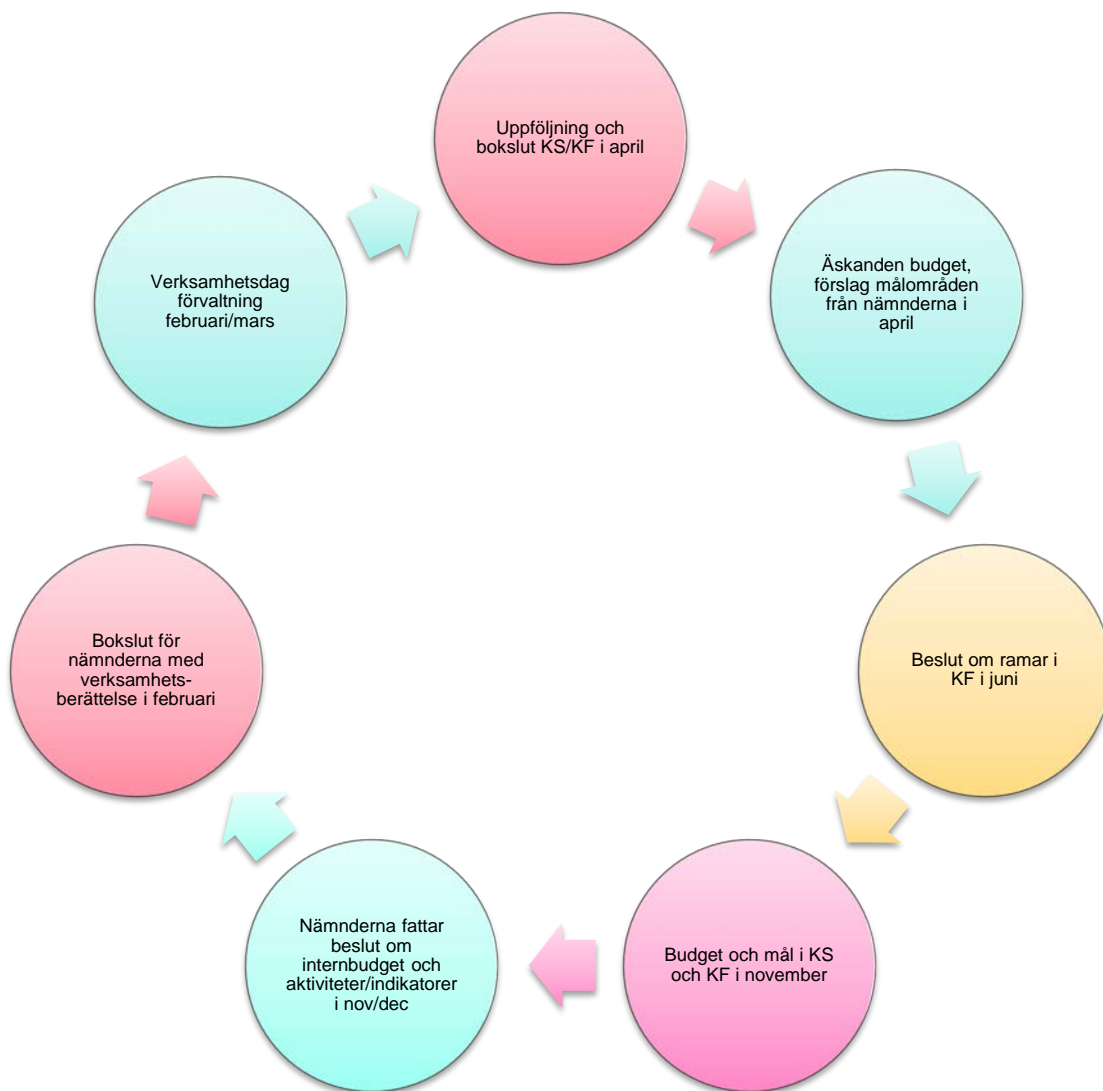 Uppföljning och
bokslut KS/KF i april
Äskanden budget,
förslag målområden
från nämnderna i
april
Beslut om ramar i
KF i juni
Budget och mål i KS
och KF i november
Nämnderna fattar
beslut om
internbudget och
aktiviteter/indikatorer
i nov/dec
Bokslut för
nämnderna med
verksamhets-
berättelse i februari
Verksamhetsdag
förvaltning
februari/mars